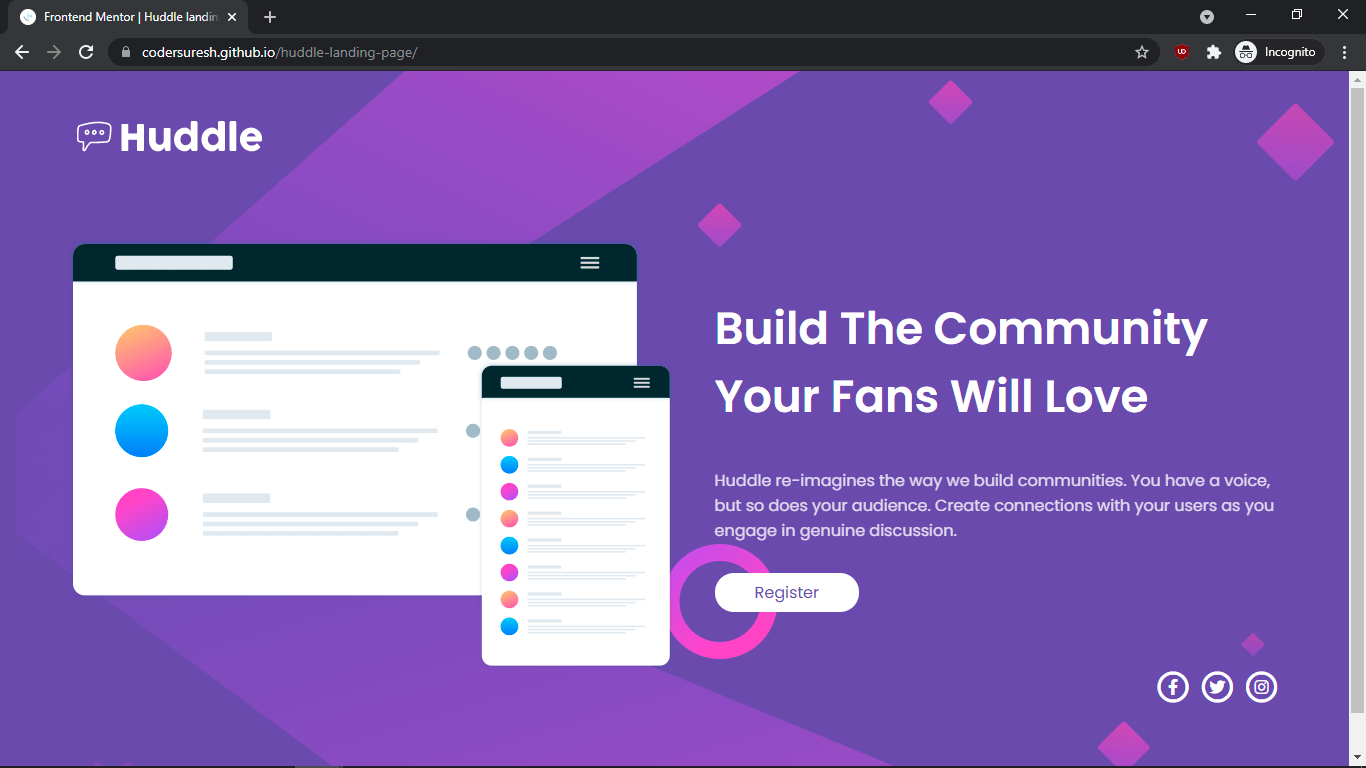 Frontend Mentor | Huddle landin
codersuresh.github.io/huddle-landing-page/
Incognito
Huddle
Build The Community
Your Fans Will Love
Huddle re-imagines the way we build communities. You have a voice,
but so does your audience. Create connections with your users as you
engage in genuine discussion.
Register